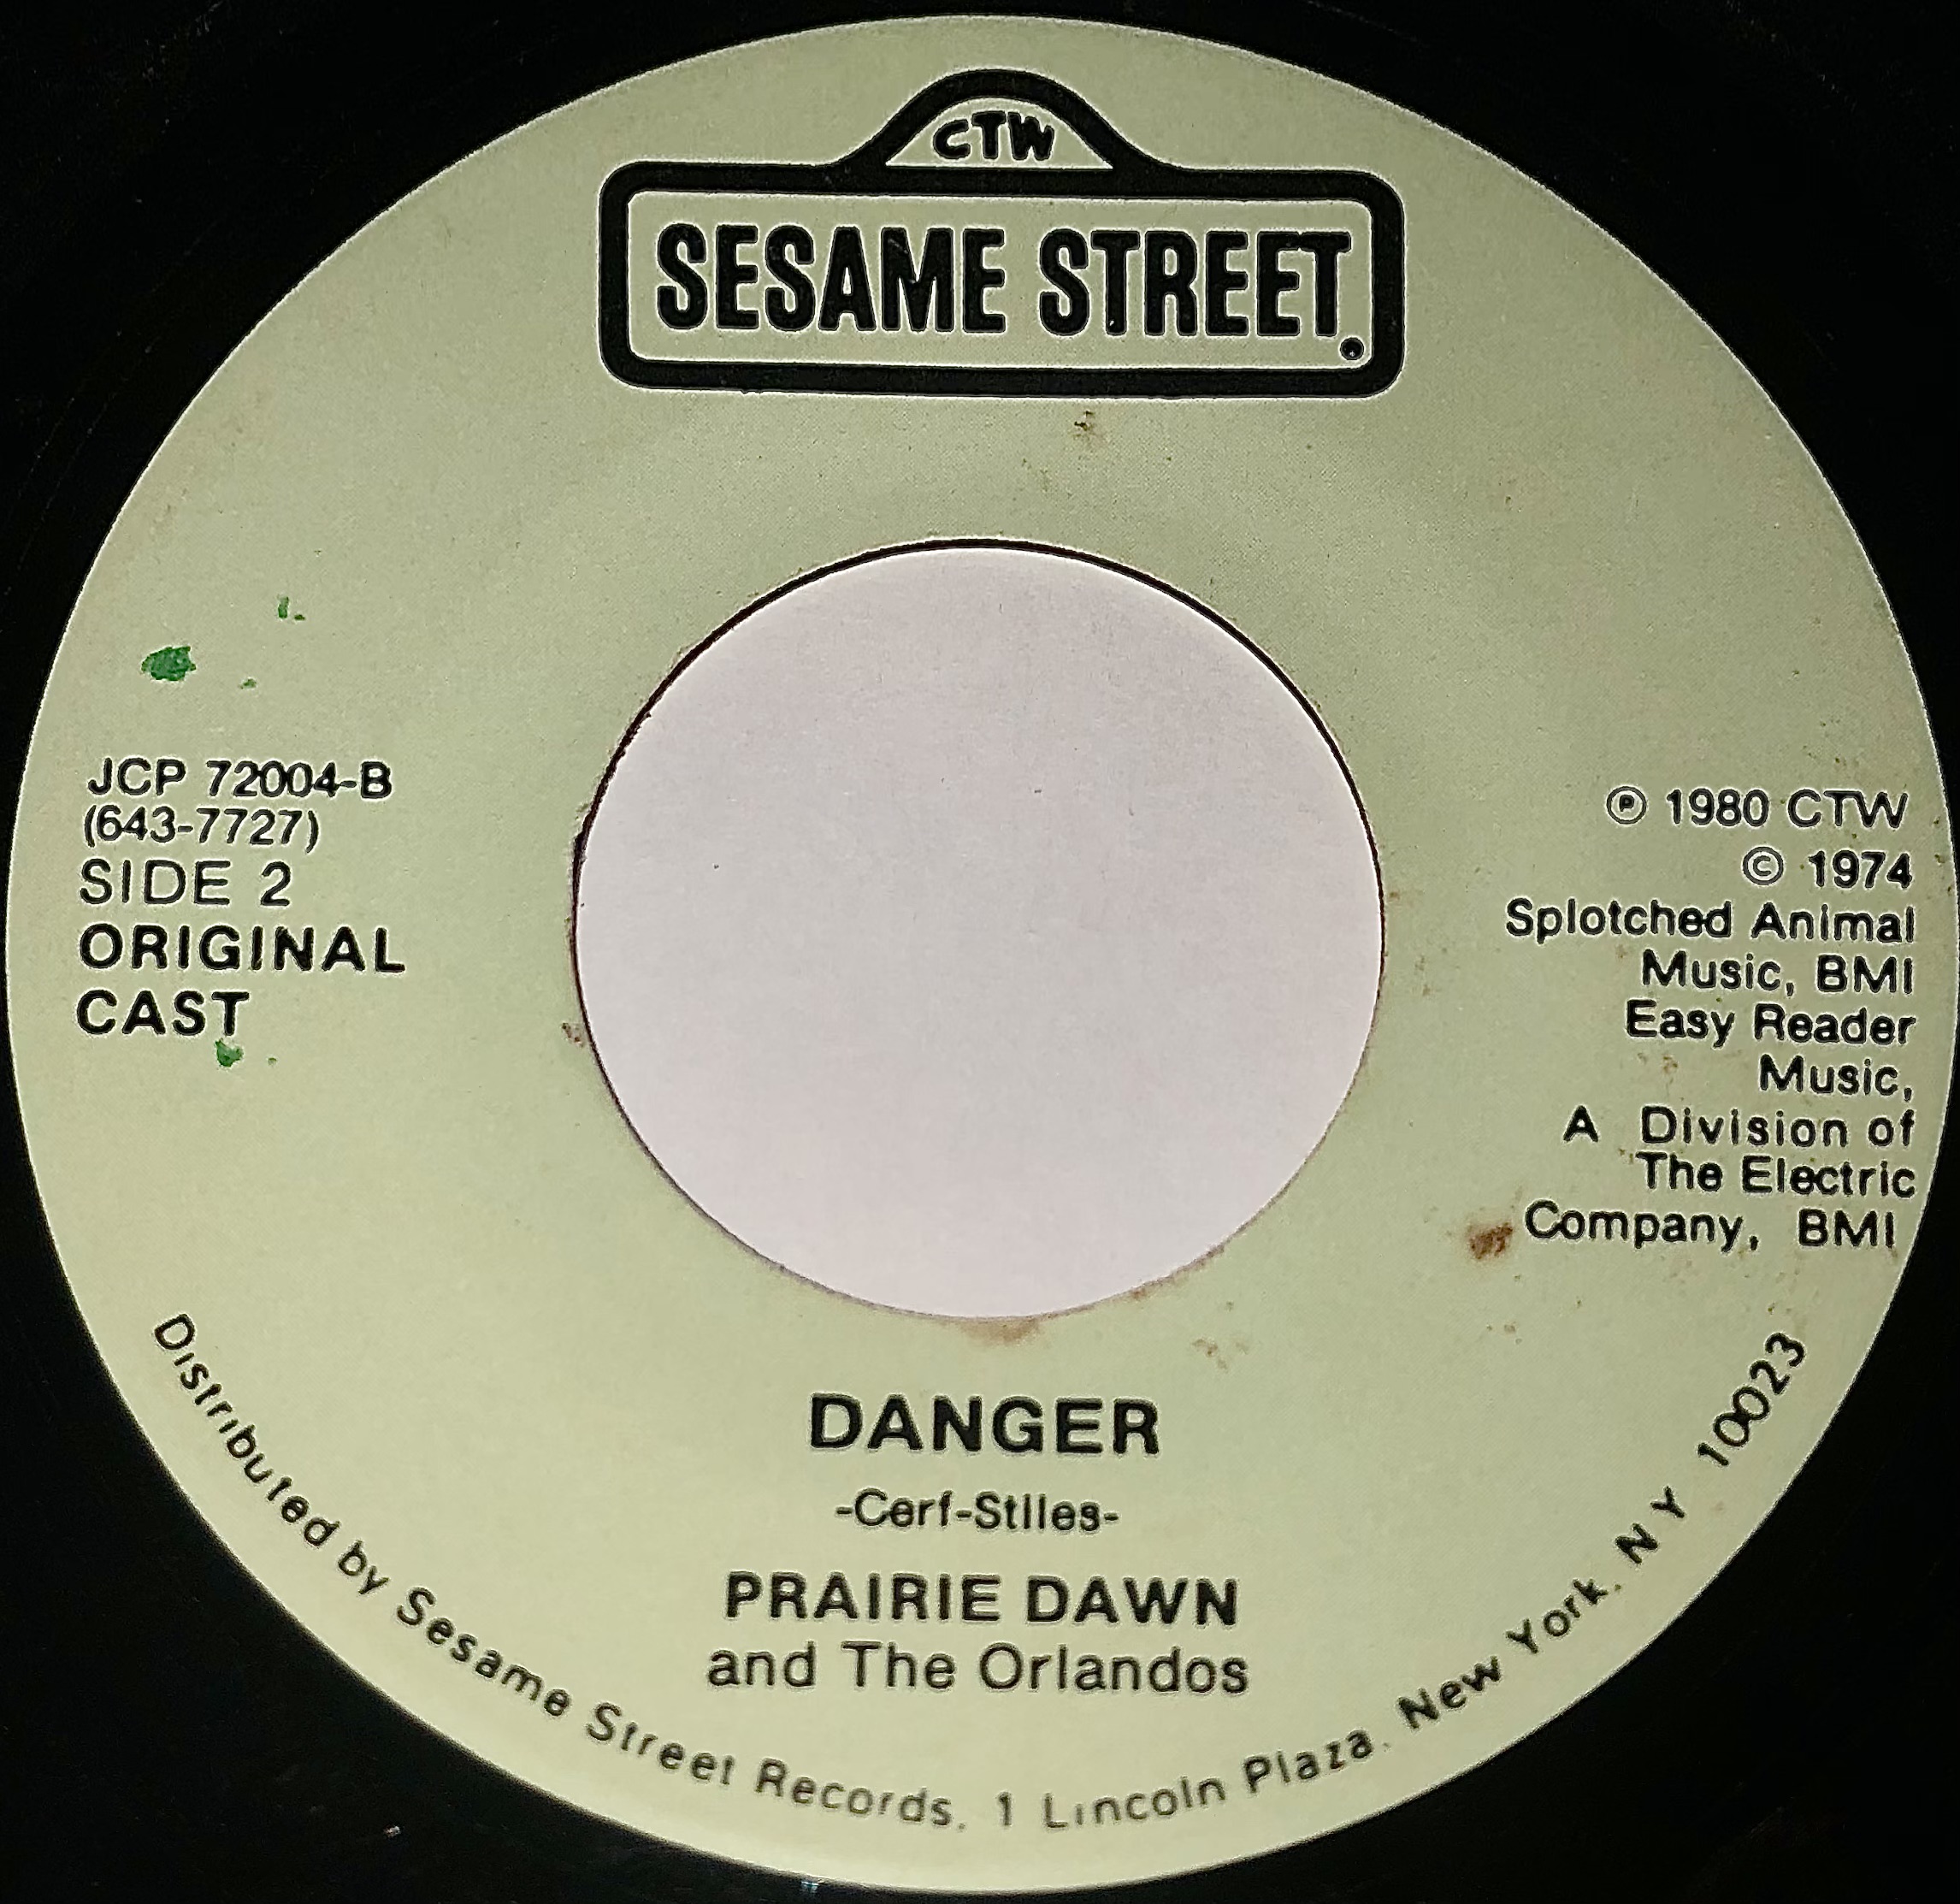 CTW
SESAME STREET
JCP 72004-B
(643-7727)
SIDE 2
ORIGINAL
CAST
℗ 1980 CTW
© 1974
Splotched Animal
Music, BMI
Easy Reader
Music,
A Division of
The Electric
Company, BMI
DANGER
-Cerf-Stiles-
PRAIRIE DAWN
and The Orlandos
Distributed by Sesame Street Records, 1 Lincoln Plaza, New York, N Y 10023